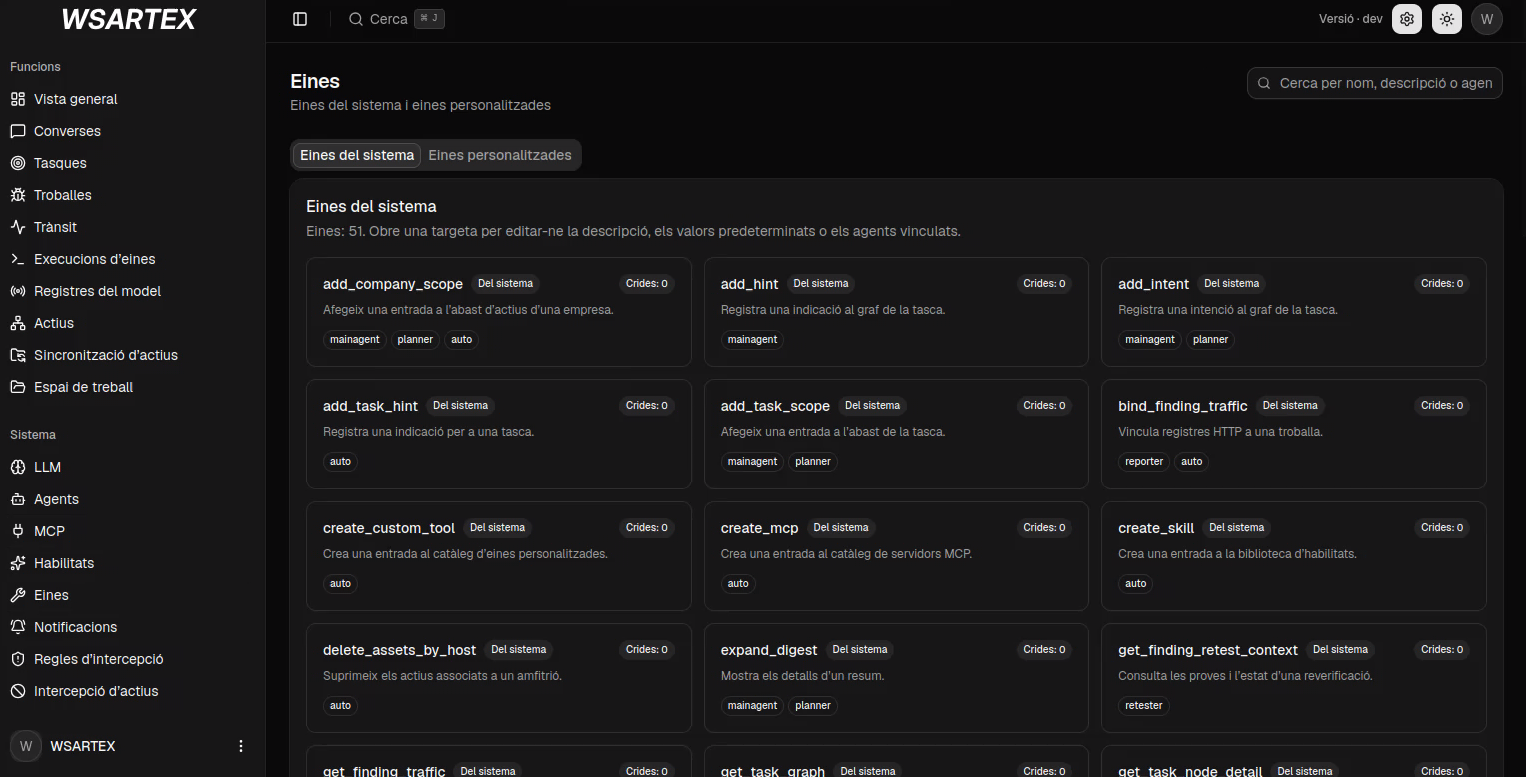 WSARTEX
Funcions
Vista general
Converses
Tasques
Troballes
Trànsit
Execucions d'eines
Registres del model
Actius
Sincronització d'actius
Espai de treball
Sistema
LLM
Agents
MCP
Habilitats
Eines
Notificacions
Regles d'intercepció
Intercepció d'actius
W WSARTEX
Cerca ⌘ J
Versió · dev
W
Eines
Eines del sistema i eines personalitzades
Cerca per nom, descripció o agen
Eines del sistema Eines personalitzades
Eines del sistema
Eines: 51. Obre una targeta per editar-ne la descripció, els valors predeterminats o els agents vinculats.
add_company_scope Del sistema Crides: 0
Afegeix una entrada a l'abast d'actius d'una empresa.
mainagent planner auto
add_hint Del sistema Crides: 0
Registra una indicació al graf de la tasca.
mainagent
add_intent Del sistema Crides: 0
Registra una intenció al graf de la tasca.
mainagent planner
add_task_hint Del sistema Crides: 0
Registra una indicació per a una tasca.
auto
add_task_scope Del sistema Crides: 0
Afegeix una entrada a l'abast de la tasca.
mainagent planner
bind_finding_traffic Del sistema Crides: 0
Vincula registres HTTP a una troballa.
reporter auto
create_custom_tool Del sistema Crides: 0
Crea una entrada al catàleg d'eines personalitzades.
auto
create_mcp Del sistema Crides: 0
Crea una entrada al catàleg de servidors MCP.
auto
create_skill Del sistema Crides: 0
Crea una entrada a la biblioteca d'habilitats.
auto
delete_assets_by_host Del sistema Crides: 0
Suprimeix els actius associats a un amfitrió.
auto
expand_digest Del sistema Crides: 0
Mostra els detalls d'un resum.
mainagent planner
get_finding_retest_context Del sistema Crides: 0
Consulta les proves i l'estat d'una reverificació.
retester
get_finding_traffic Del sistema Crides: 0
get_task_graph Del sistema Crides: 0
get_task_node_detail Del sistema Crides: 0